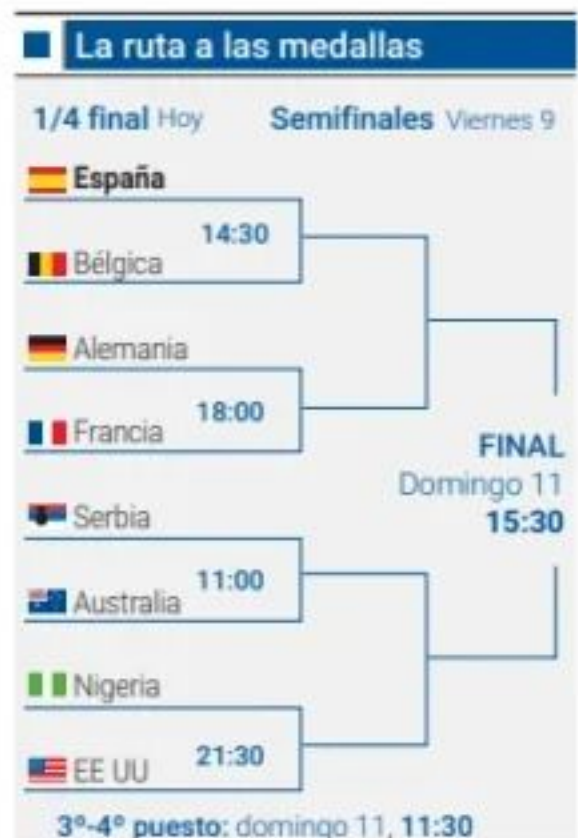 La ruta a las medallas
1/4 final Hoy Semifinales Viernes 9
España
14:30
Bélgica
Alemania
18:00
Francia
FINAL
Domingo 11
15:30
Serbia
11:00
Australia
Nigeria
21:30
EE UU
3º-4º puesto: domingo 11, 11:30